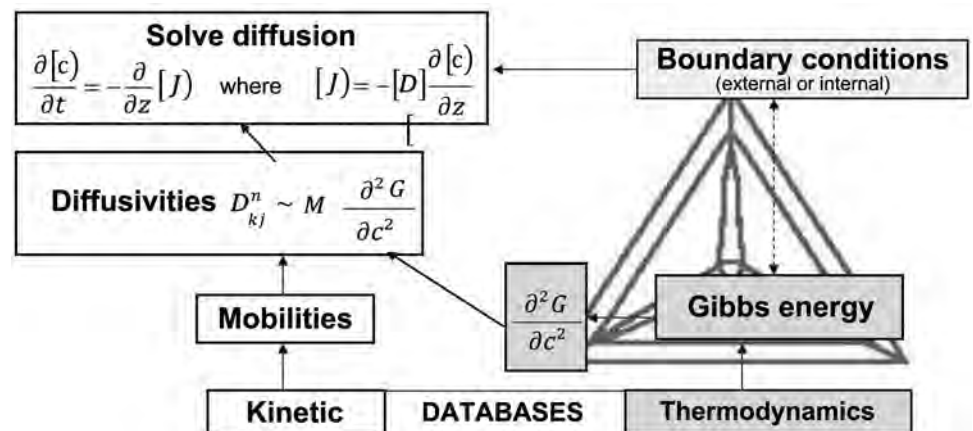 Solve diffusion
∂[c)/∂t = -∂/∂z [J) where [J) = -[D] ∂[c)/∂z
[
Boundary conditions
(external or internal)
Diffusivities D^n_kj ~ M ∂²G/∂c²
∂²G/∂c²
Gibbs energy
Mobilities
Kinetic DATABASES Thermodynamics